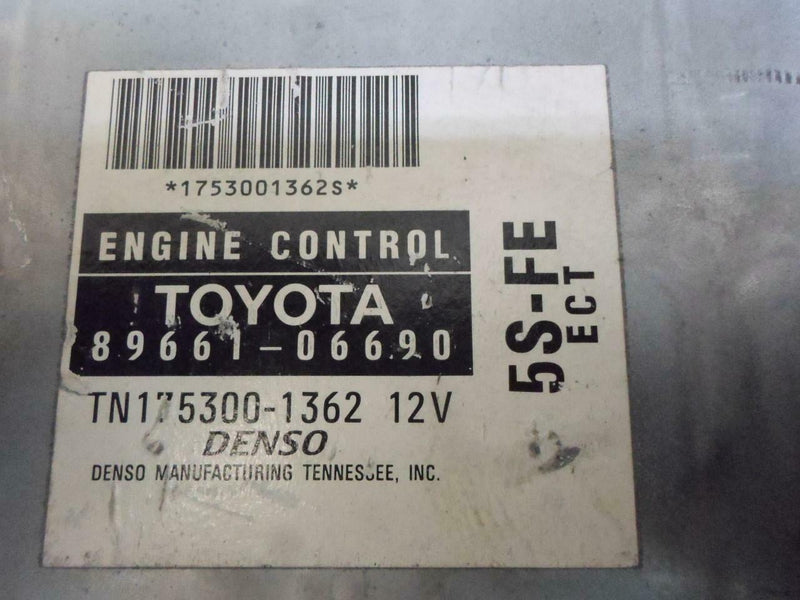 *1753001362S*
ENGINE CONTROL
TOYOTA
89661-06690
TN175300-1362 12V
DENSO
DENSO MANUFACTURING TENNESSEE, INC.
5S-FE
ECT